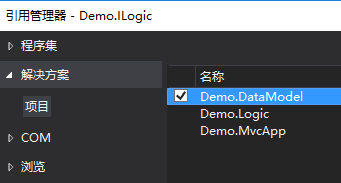 引用管理器 - Demo.ILogic
程序集
解决方案
项目
COM
浏览
名称
Demo.DataModel
Demo.Logic
Demo.MvcApp